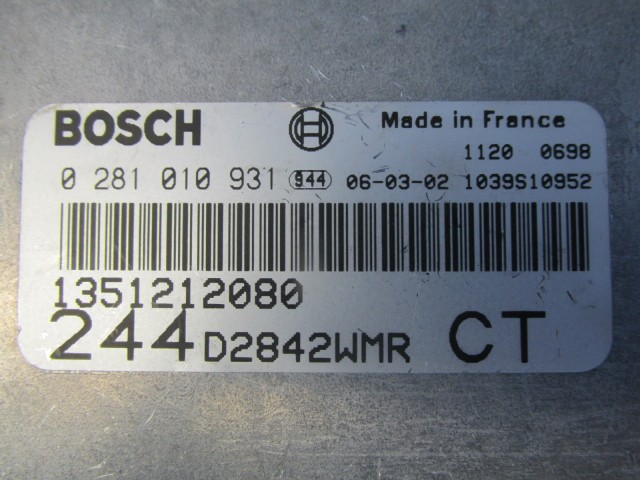 BOSCH Made in France
1120 0698
0 281 010 931 944 06-03-02 1039S10952
1351212080
244 D2842WMR CT